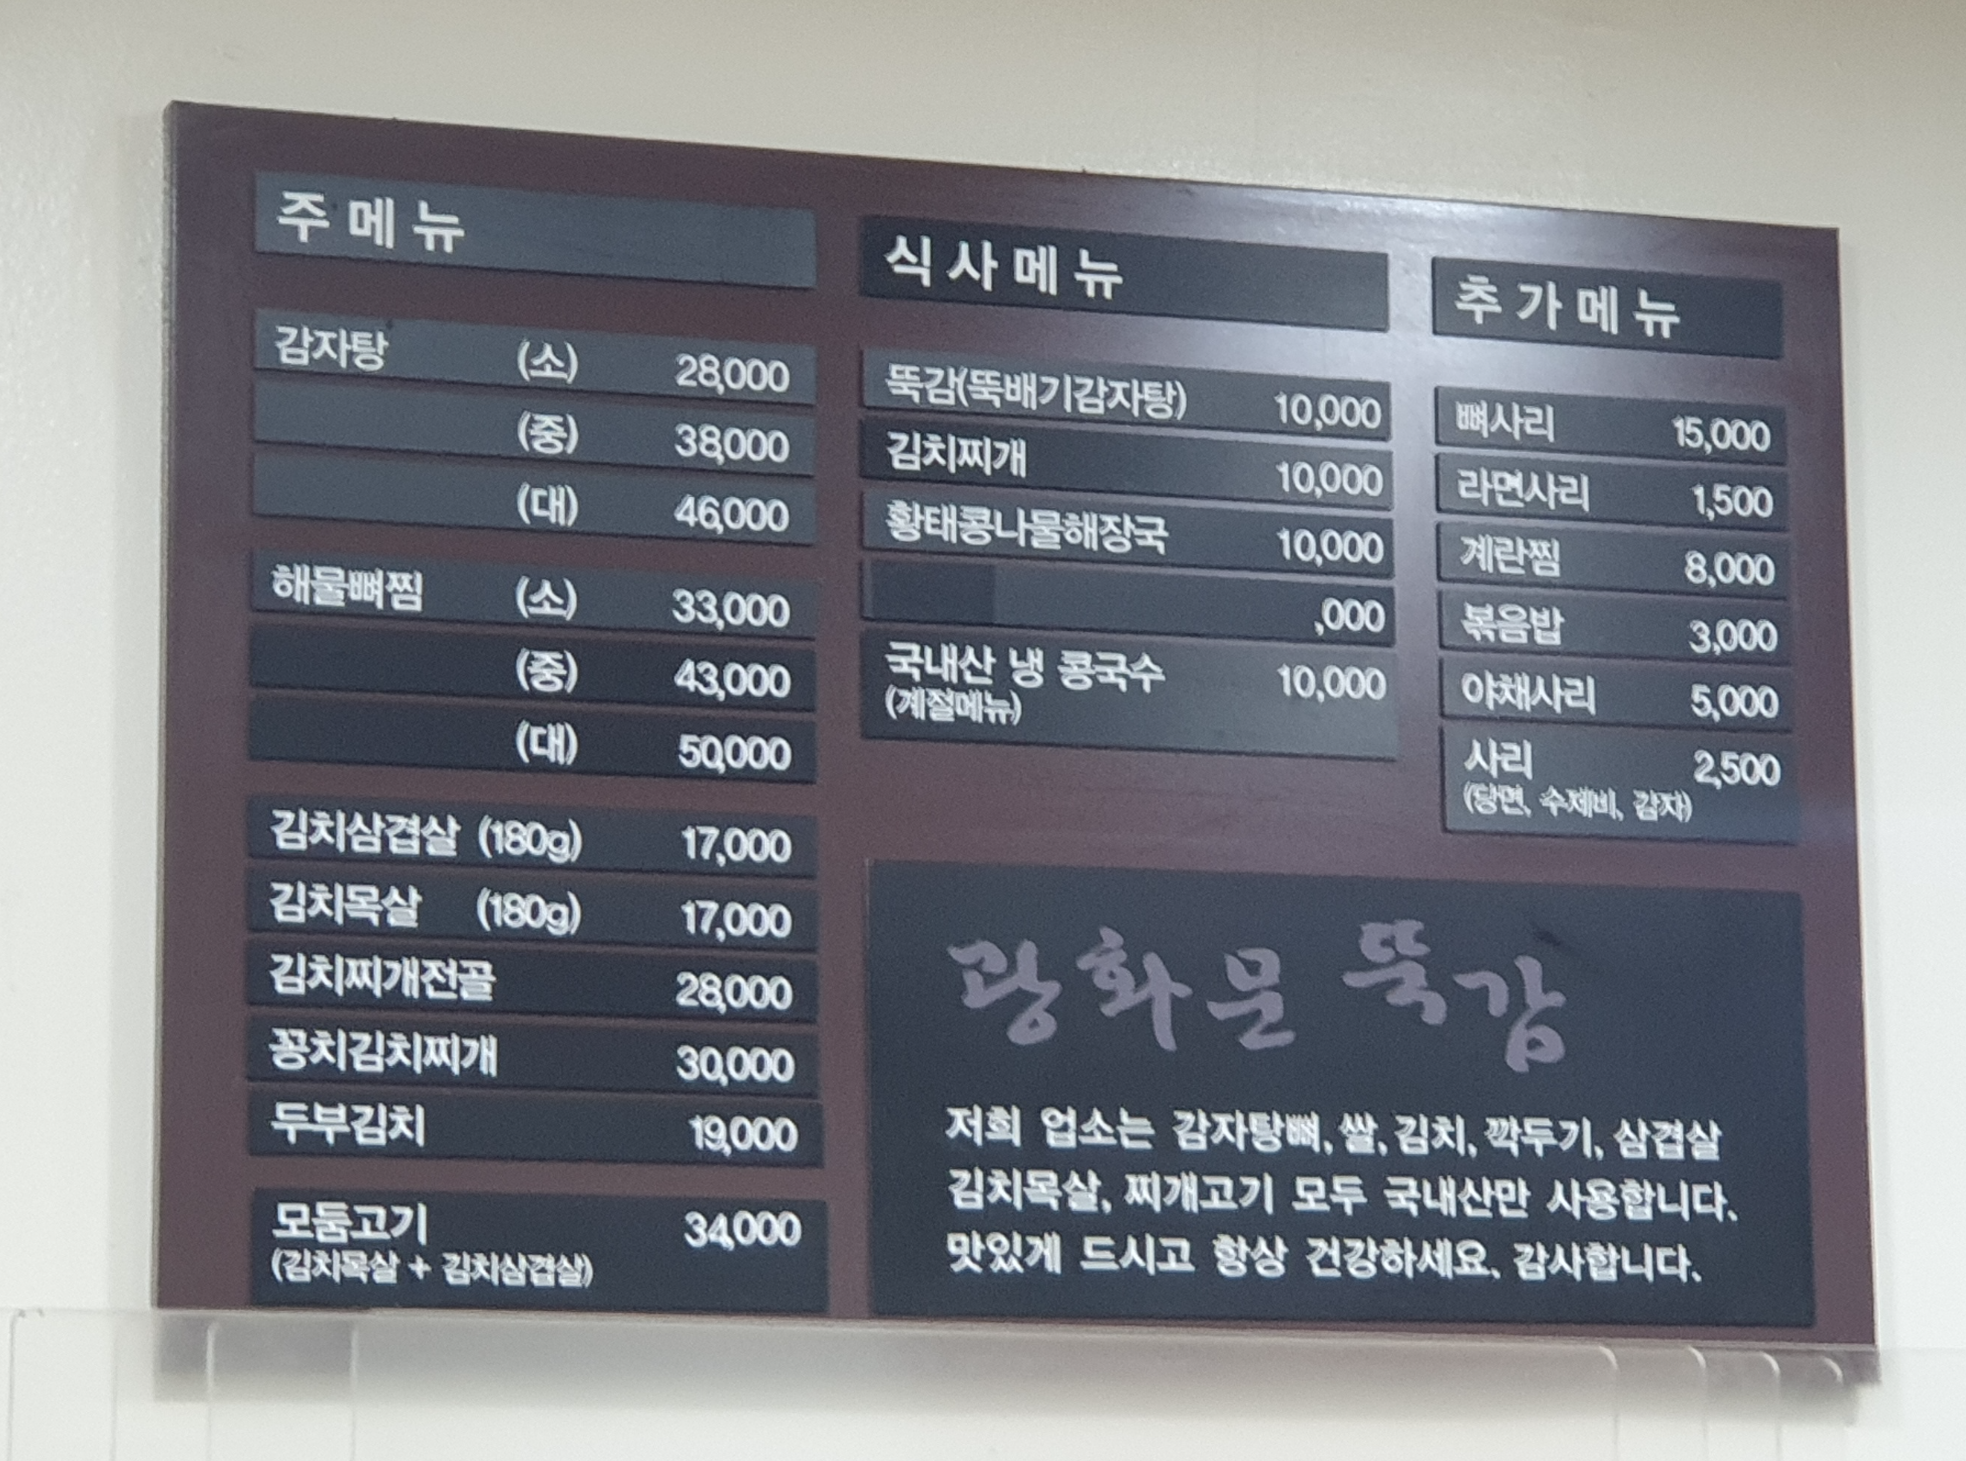 주메뉴
감자탕 (소) 28,000
(중) 38,000
(대) 46,000
해물뼈찜 (소) 33,000
(중) 43,000
(대) 50,000
김치삼겹살 (180g) 17,000
김치목살 (180g) 17,000
김치찌개전골 28,000
꽁치김치찌개 30,000
두부김치 19,000
모둠고기 34,000
(김치목살 + 김치삼겹살)
식사메뉴
뚝감(뚝배기감자탕) 10,000
김치찌개 10,000
황태콩나물해장국 10,000
,000
국내산 냉 콩국수 10,000
(계절메뉴)
추가메뉴
뼈사리 15,000
라면사리 1,500
계란찜 8,000
볶음밥 3,000
야채사리 5,000
사리 2,500
(당면, 수제비, 감자)
광화문 뚝감
저희 업소는 감자탕뼈, 쌀, 김치, 깍두기, 삼겹살
김치목살, 찌개고기 모두 국내산만 사용합니다.
맛있게 드시고 항상 건강하세요. 감사합니다.